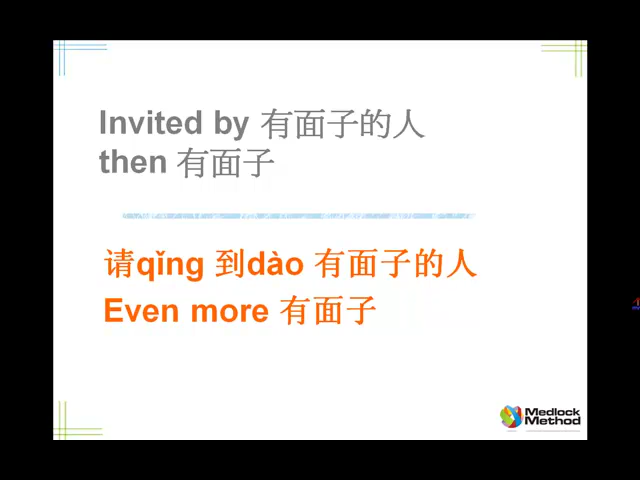 Invited by 有面子的人
then 有面子
请qǐng 到dào 有面子的人
Even more 有面子
Medlock
Method